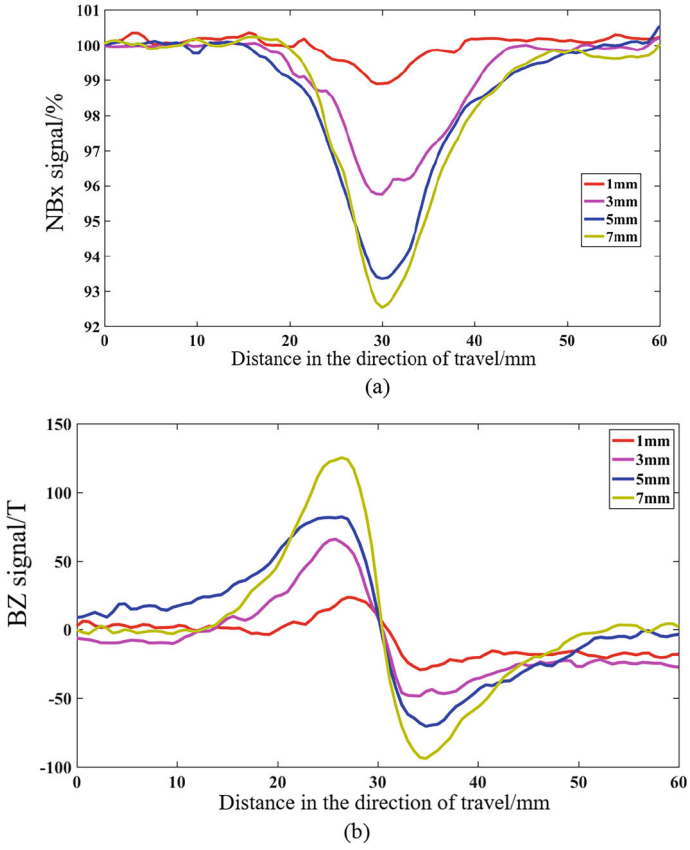 101
100
99
98
97
96
95
94
93
92
NBx signal/%
1mm
3mm
5mm
7mm
0 10 20 30 40 50 60
Distance in the direction of travel/mm
(a)
150
100
50
0
-50
-100
BZ signal/T
1mm
3mm
5mm
7mm
0 10 20 30 40 50 60
Distance in the direction of travel/mm
(b)